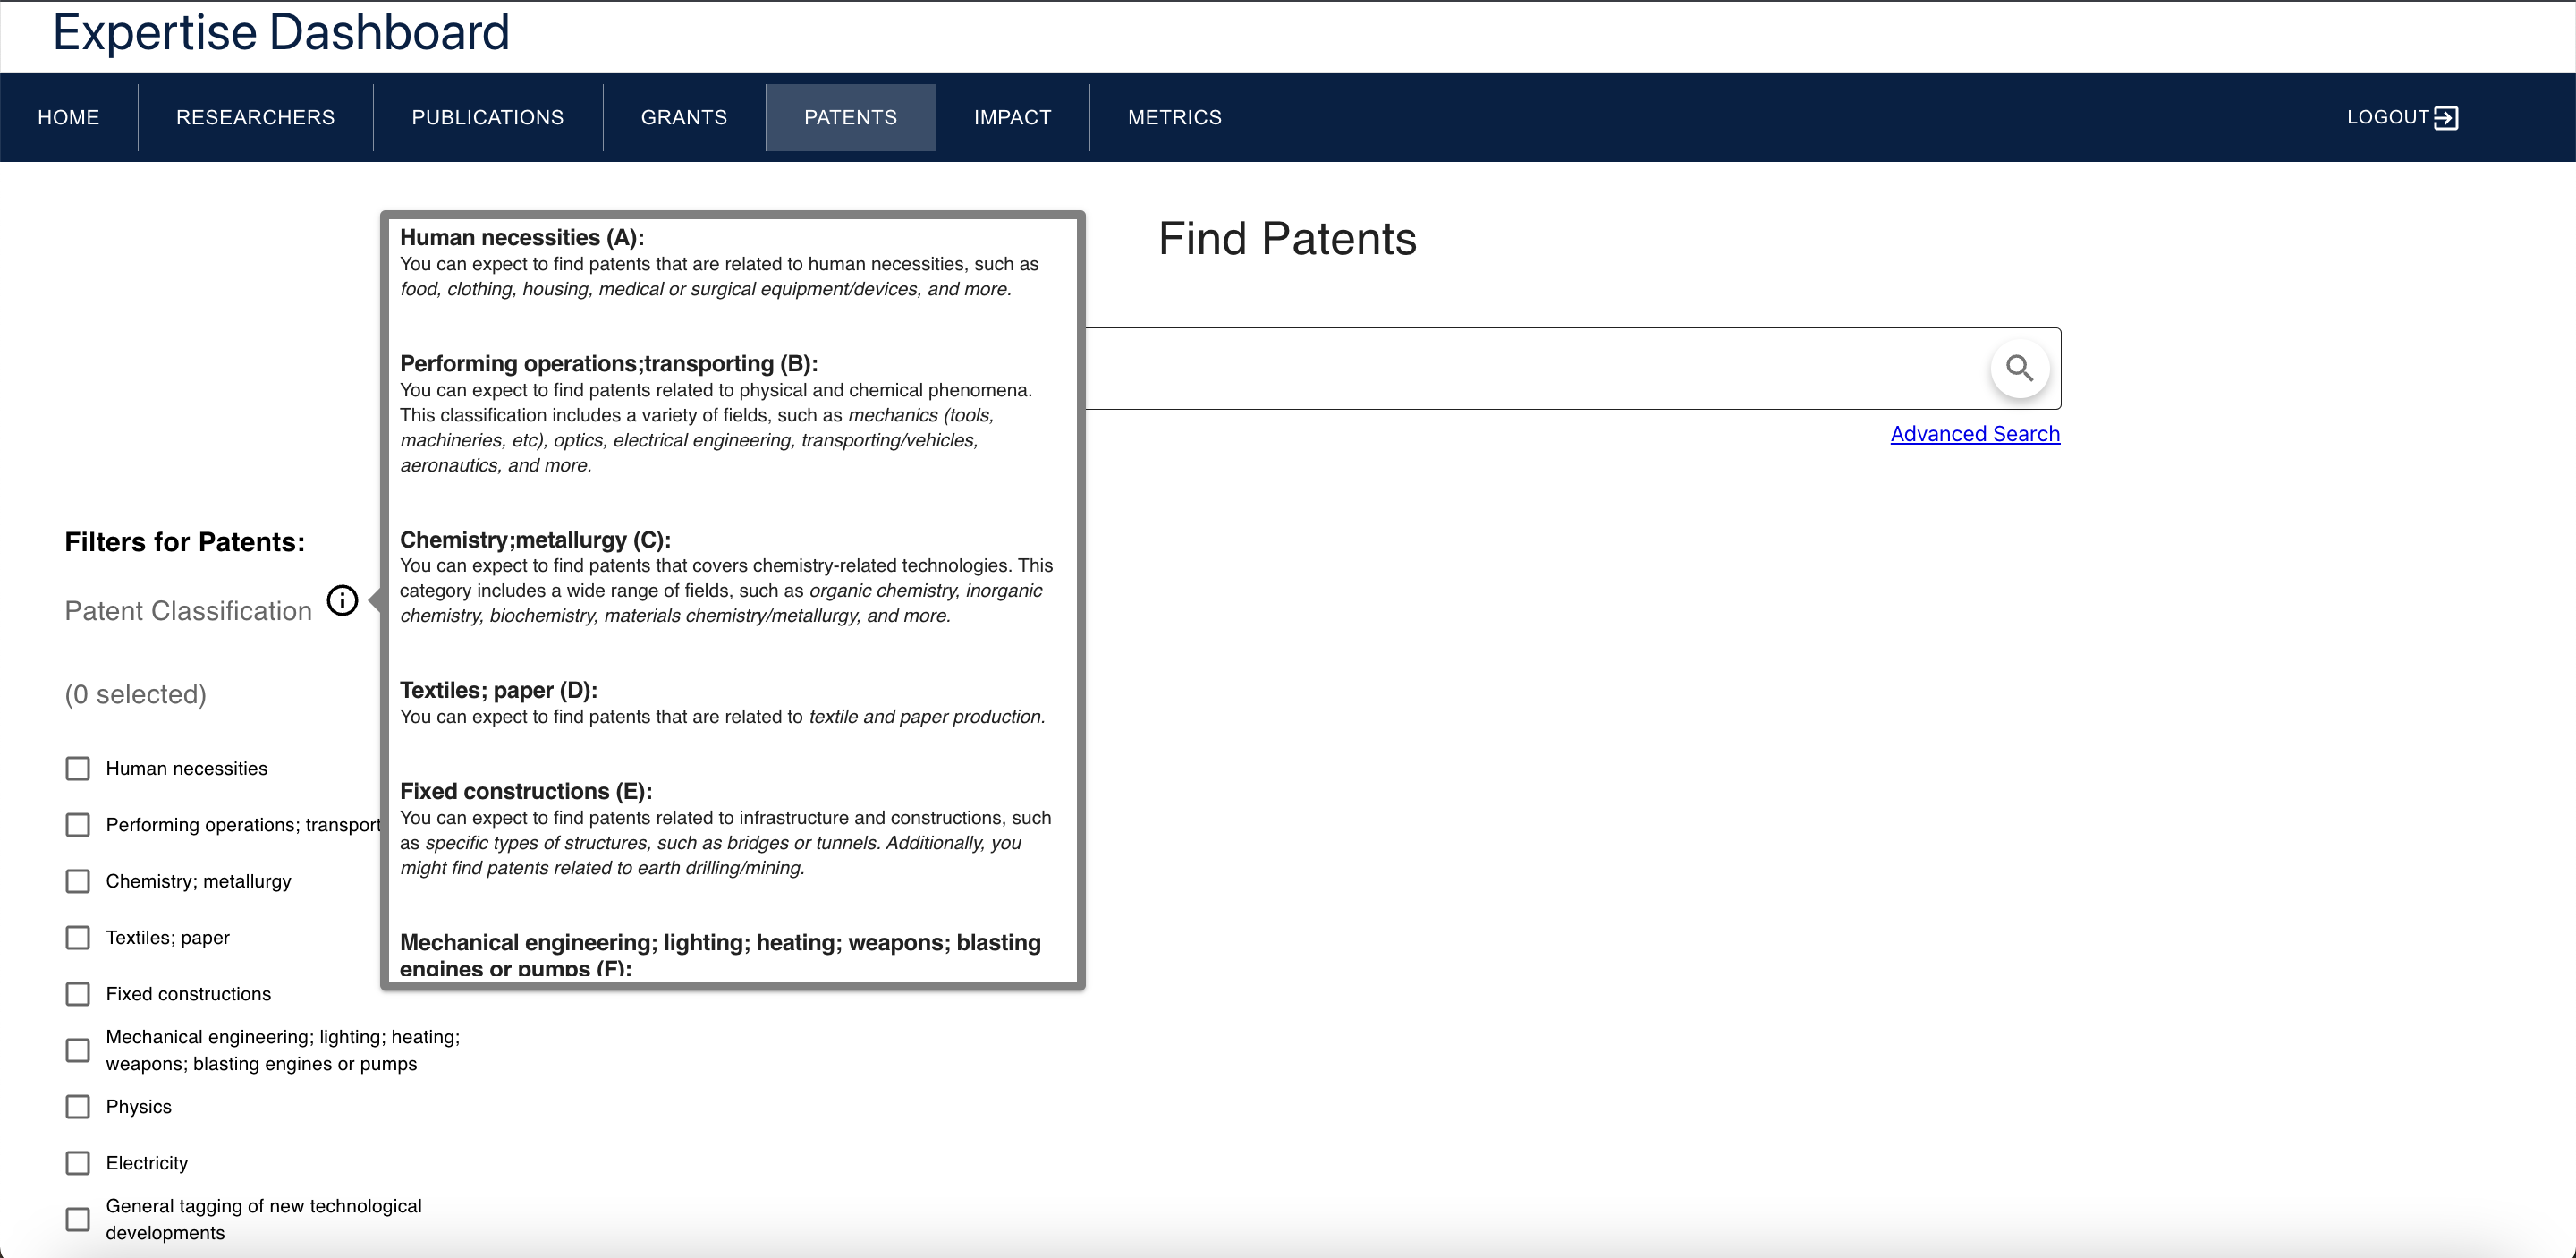 Expertise Dashboard
HOME
RESEARCHERS
PUBLICATIONS
GRANTS
PATENTS
IMPACT
METRICS
LOGOUT
Find Patents
Advanced Search
Filters for Patents:
Patent Classification
(0 selected)
Human necessities
Performing operations; transport
Chemistry; metallurgy
Textiles; paper
Fixed constructions
Mechanical engineering; lighting; heating;
weapons; blasting engines or pumps
Physics
Electricity
General tagging of new technological
developments
Human necessities (A):
You can expect to find patents that are related to human necessities, such as
food, clothing, housing, medical or surgical equipment/devices, and more.
Performing operations;transporting (B):
You can expect to find patents related to physical and chemical phenomena.
This classification includes a variety of fields, such as mechanics (tools,
machineries, etc), optics, electrical engineering, transporting/vehicles,
aeronautics, and more.
Chemistry;metallurgy (C):
You can expect to find patents that covers chemistry-related technologies. This
category includes a wide range of fields, such as organic chemistry, inorganic
chemistry, biochemistry, materials chemistry/metallurgy, and more.
Textiles; paper (D):
You can expect to find patents that are related to textile and paper production.
Fixed constructions (E):
You can expect to find patents related to infrastructure and constructions, such
as specific types of structures, such as bridges or tunnels. Additionally, you
might find patents related to earth drilling/mining.
Mechanical engineering; lighting; heating; weapons; blasting
engines or pumps (F):